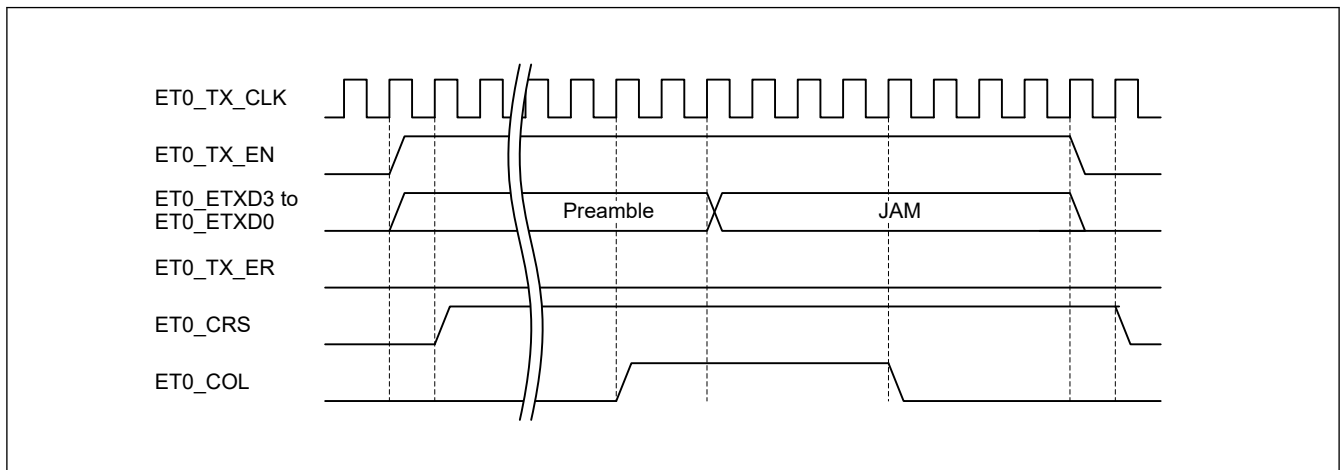 ET0_TX_CLK
ET0_TX_EN
ET0_ETXD3 to
ET0_ETXD0
Preamble
JAM
ET0_TX_ER
ET0_CRS
ET0_COL